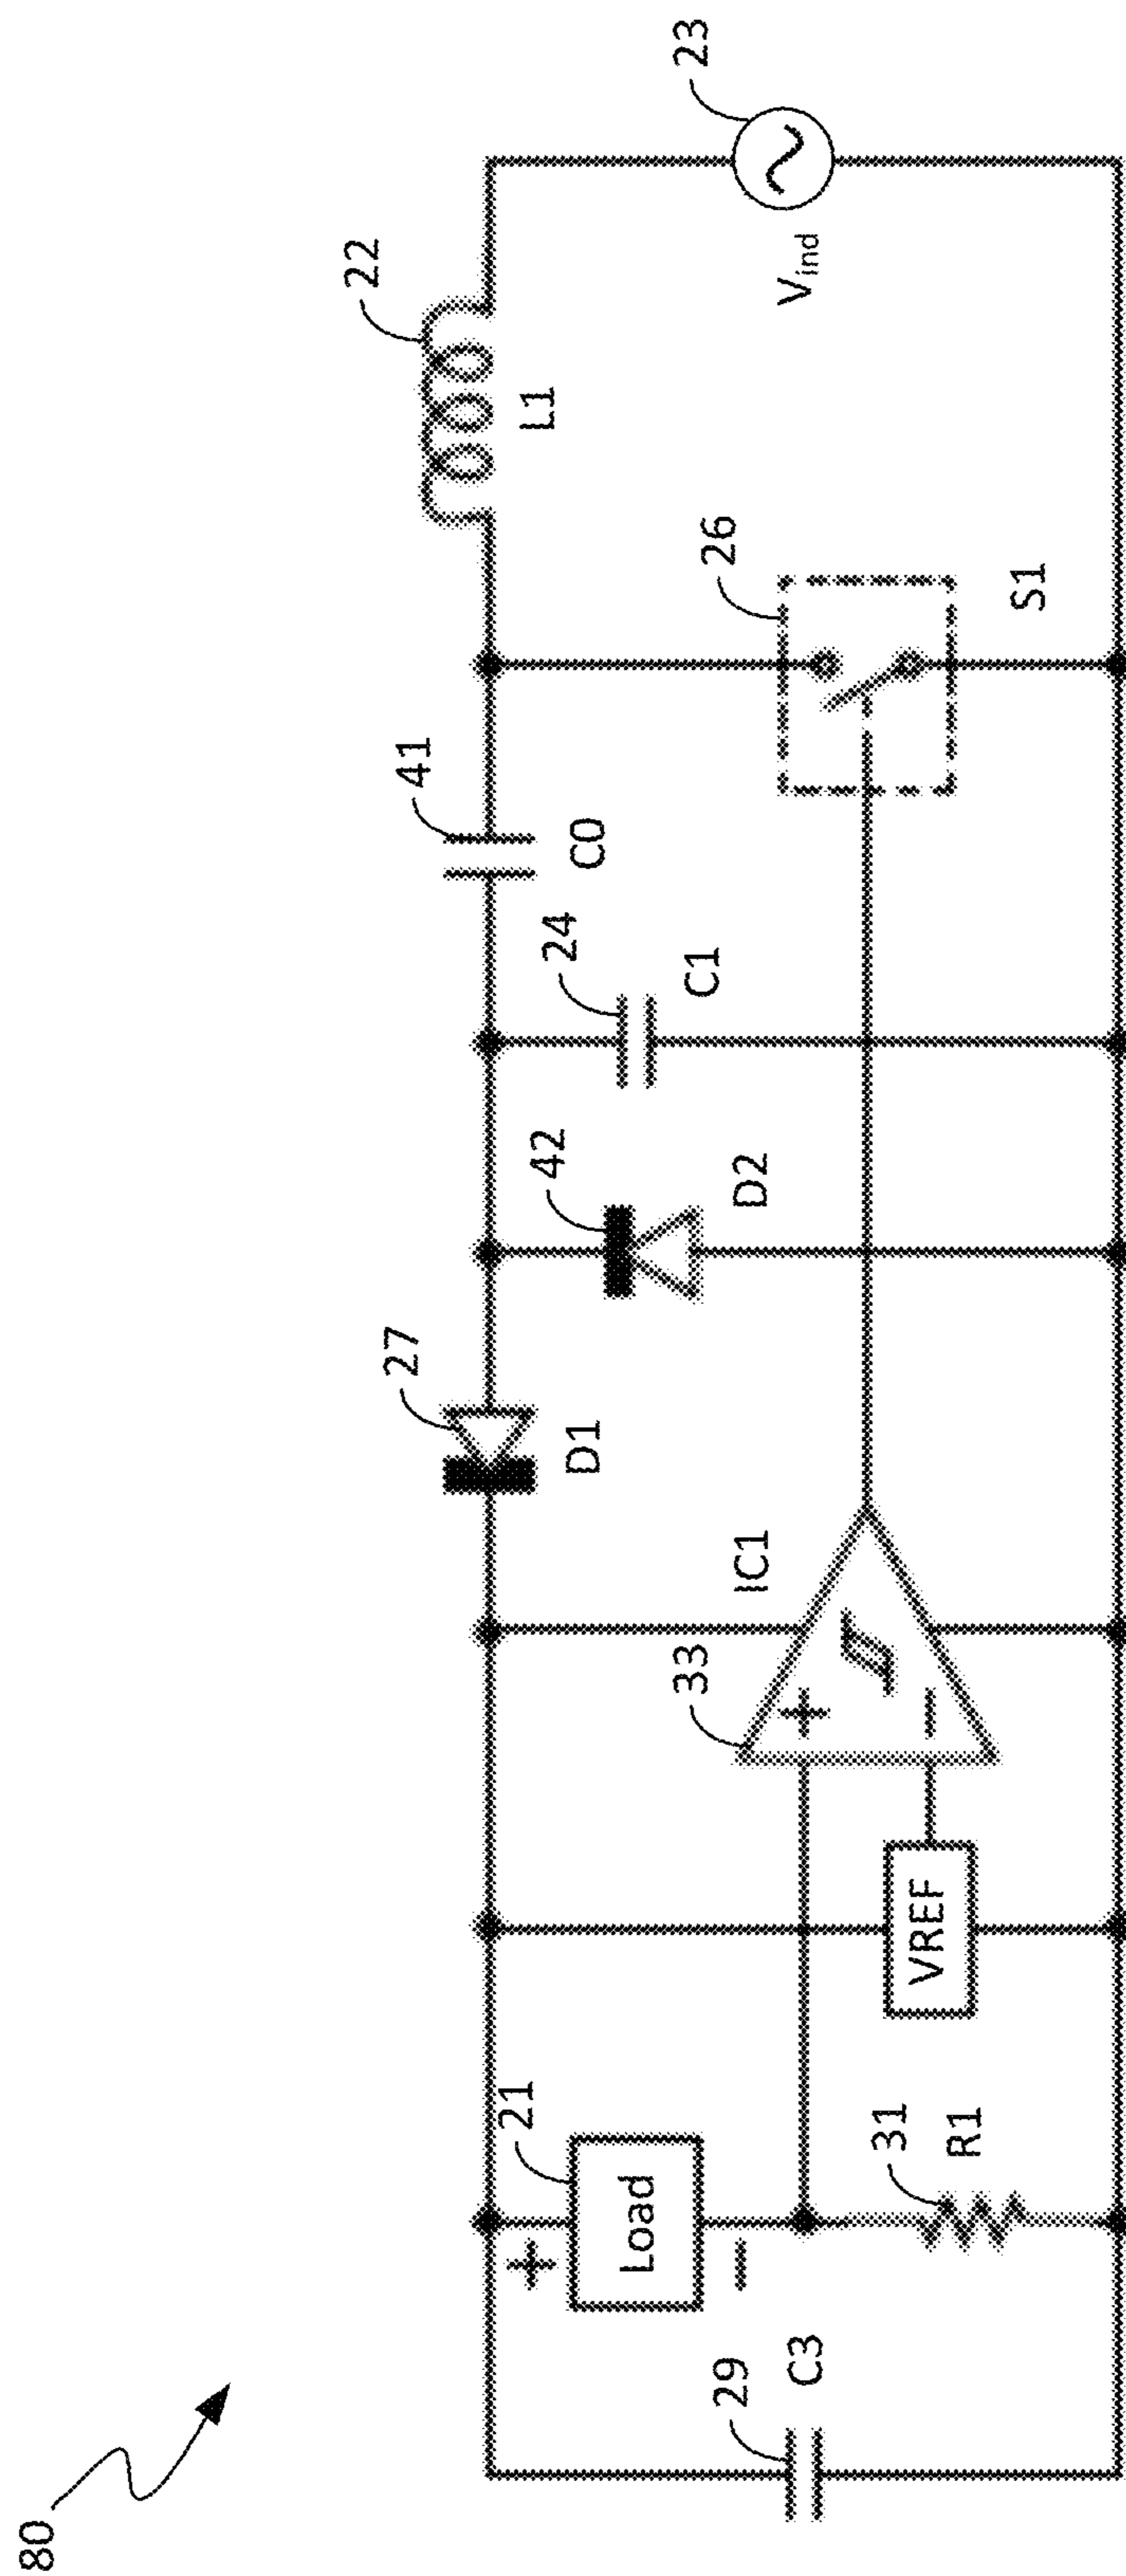 80
22
L1
23
Vind
41
C0
24
C1
26
S1
42
D2
27
D1
IC1
33
+
−
VREF
21
+
Load
−
31
R1
29
C3